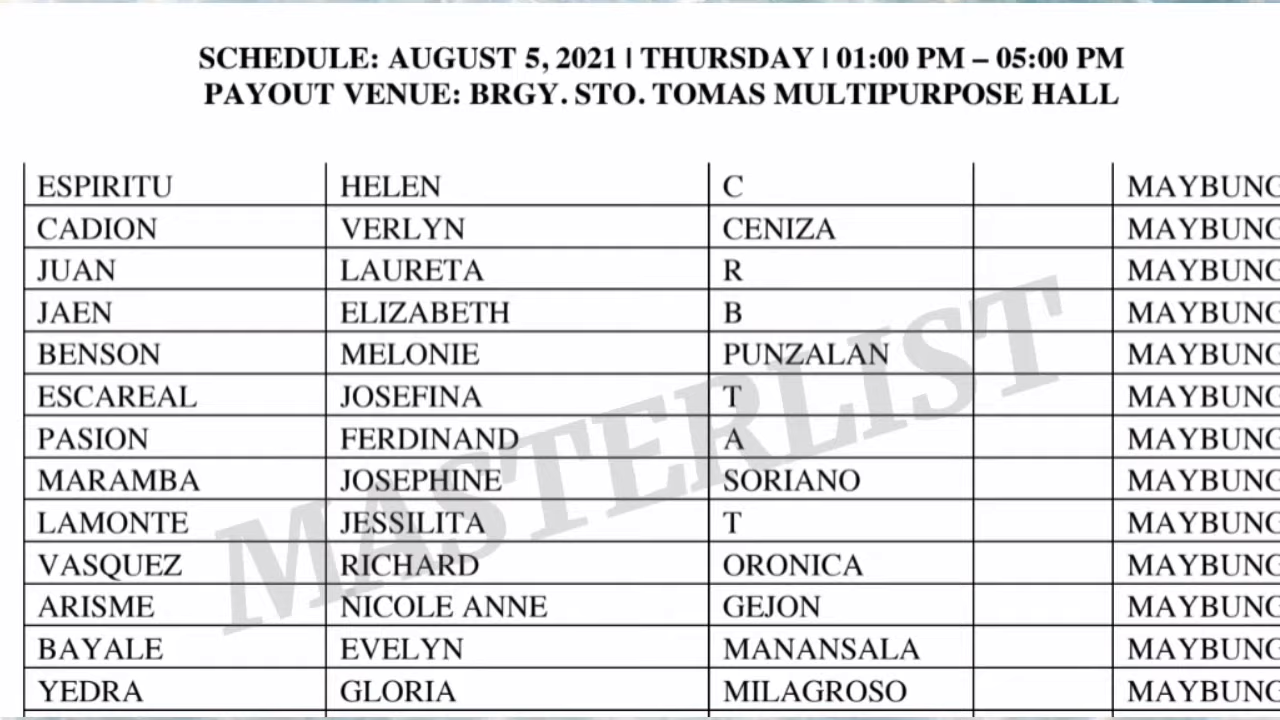 SCHEDULE: AUGUST 5, 2021 | THURSDAY | 01:00 PM – 05:00 PM
PAYOUT VENUE: BRGY. STO. TOMAS MULTIPURPOSE HALL
ESPIRITU HELEN C MAYBUNG
CADION VERLYN CENIZA MAYBUNG
JUAN LAURETA R MAYBUNG
JAEN ELIZABETH B MAYBUNG
BENSON MELONIE PUNZALAN MAYBUNG
ESCAREAL JOSEFINA T MAYBUNG
PASION FERDINAND A MAYBUNG
MARAMBA JOSEPHINE SORIANO MAYBUNG
LAMONTE JESSILITA T MAYBUNG
VASQUEZ RICHARD ORONICA MAYBUNG
ARISME NICOLE ANNE GEJON MAYBUNG
BAYALE EVELYN MANANSALA MAYBUNG
YEDRA GLORIA MILAGROSO MAYBUNG
MASTERLIST